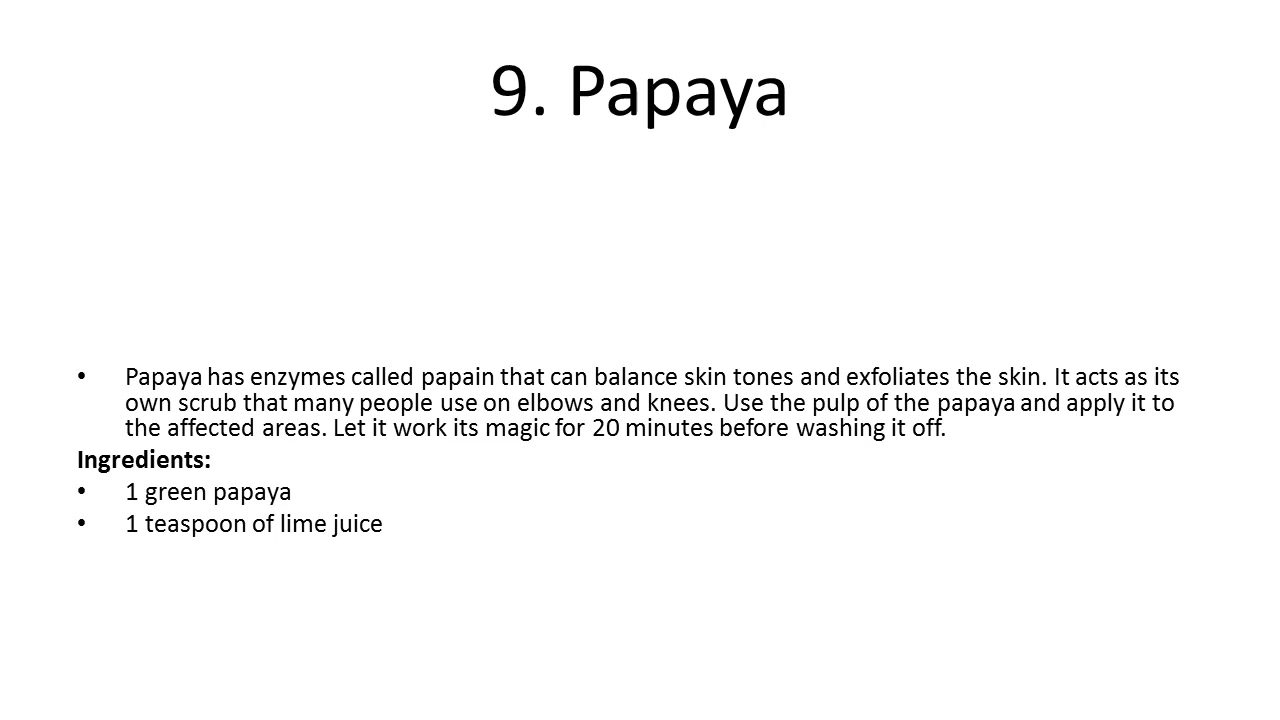 9. Papaya
• Papaya has enzymes called papain that can balance skin tones and exfoliates the skin. It acts as its
own scrub that many people use on elbows and knees. Use the pulp of the papaya and apply it to
the affected areas. Let it work its magic for 20 minutes before washing it off.
Ingredients:
• 1 green papaya
• 1 teaspoon of lime juice